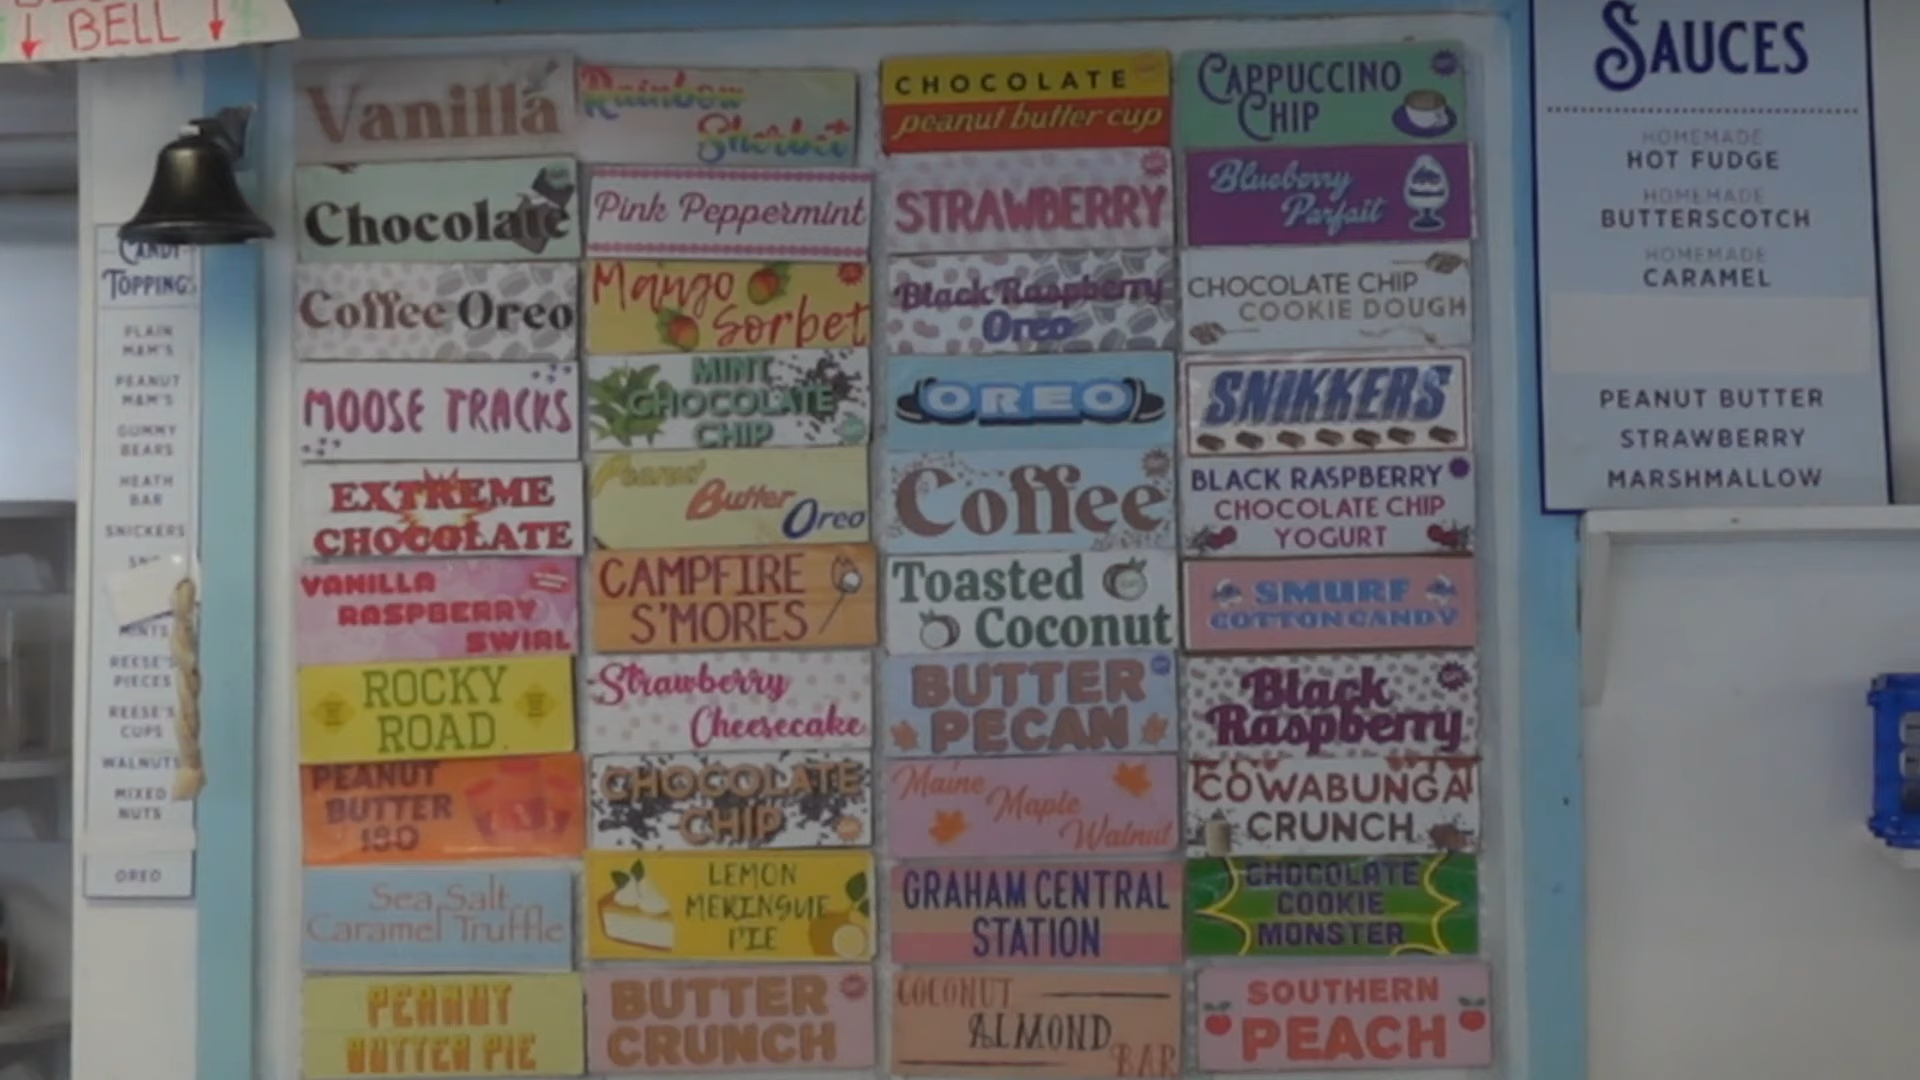 BELL
CANDY
TOPPINGS
PLAIN
M&M'S
PEANUT
M&M'S
GUMMY
BEARS
HEATH
BAR
SNICKERS
MINTS
REESE'S
PIECES
REESE'S
CUPS
WALNUTS
MIXED
NUTS
OREO
Vanilla
Chocolate
Coffee Oreo
MOOSE TRACKS
EXTREME
CHOCOLATE
VANILLA
RASPBERRY
SWIRL
ROCKY
ROAD
PEANUT
BUTTER
Sea Salt
Caramel Truffle
PEANUT
BUTTER PIE
Rainbow
Sherbet
Pink Peppermint
Mango
Sorbet
MINT
CHOCOLATE
CHIP
Peanut
Butter
Oreo
CAMPFIRE
S'MORES
Strawberry
Cheesecake
CHOCOLATE
CHIP
LEMON
MERINGUE
PIE
BUTTER
CRUNCH
CHOCOLATE
peanut butter cup
STRAWBERRY
Black Raspberry
Oreo
OREO
Coffee
Toasted
Coconut
BUTTER
PECAN
Maine
Maple
Walnut
GRAHAM CENTRAL
STATION
COCONUT
ALMOND
BAR
CAPPUCCINO
CHIP
Blueberry
Parfait
CHOCOLATE CHIP
COOKIE DOUGH
SNIKKERS
BLACK RASPBERRY
CHOCOLATE CHIP
YOGURT
SMURF
COTTON CANDY
Black
Raspberry
COWABUNGA
CRUNCH
CHOCOLATE
COOKIE
MONSTER
SOUTHERN
PEACH
SAUCES
HOMEMADE
HOT FUDGE
HOMEMADE
BUTTERSCOTCH
HOMEMADE
CARAMEL
PEANUT BUTTER
STRAWBERRY
MARSHMALLOW